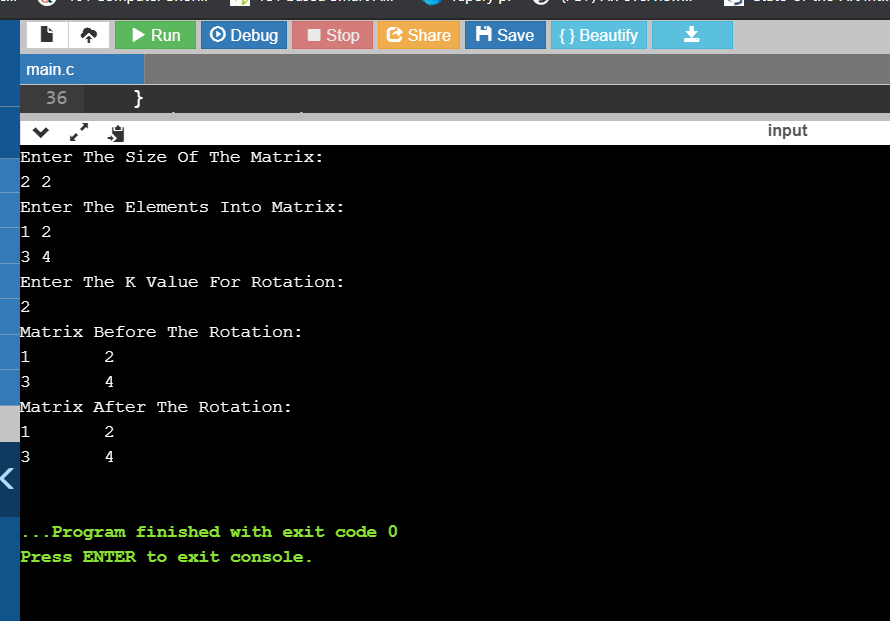 Run Debug Stop Share Save { } Beautify
main.c
36 }
input
Enter The Size Of The Matrix:
2 2
Enter The Elements Into Matrix:
1 2
3 4
Enter The K Value For Rotation:
2
Matrix Before The Rotation:
1 2
3 4
Matrix After The Rotation:
1 2
3 4
...Program finished with exit code 0
Press ENTER to exit console.